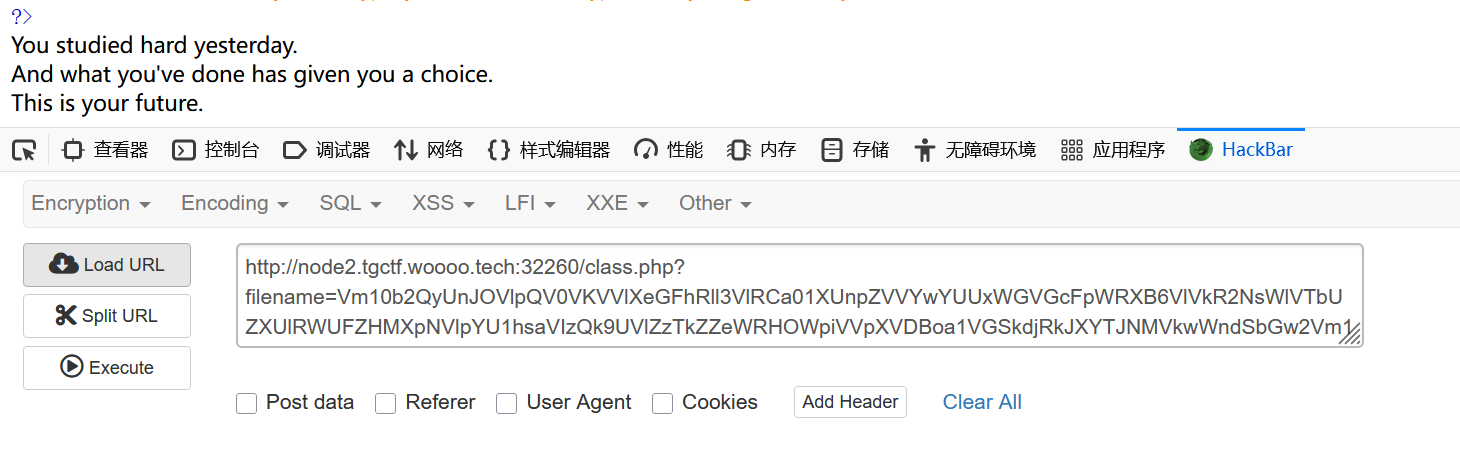 ?>
You studied hard yesterday.
And what you've done has given you a choice.
This is your future.
查看器 控制台 调试器 网络 样式编辑器 性能 内存 存储 无障碍环境 应用程序 HackBar
Encryption Encoding SQL XSS LFI XXE Other
Load URL
Split URL
Execute
http://node2.tgctf.woooo.tech:32260/class.php?
Post data Referer User Agent Cookies Add Header Clear All